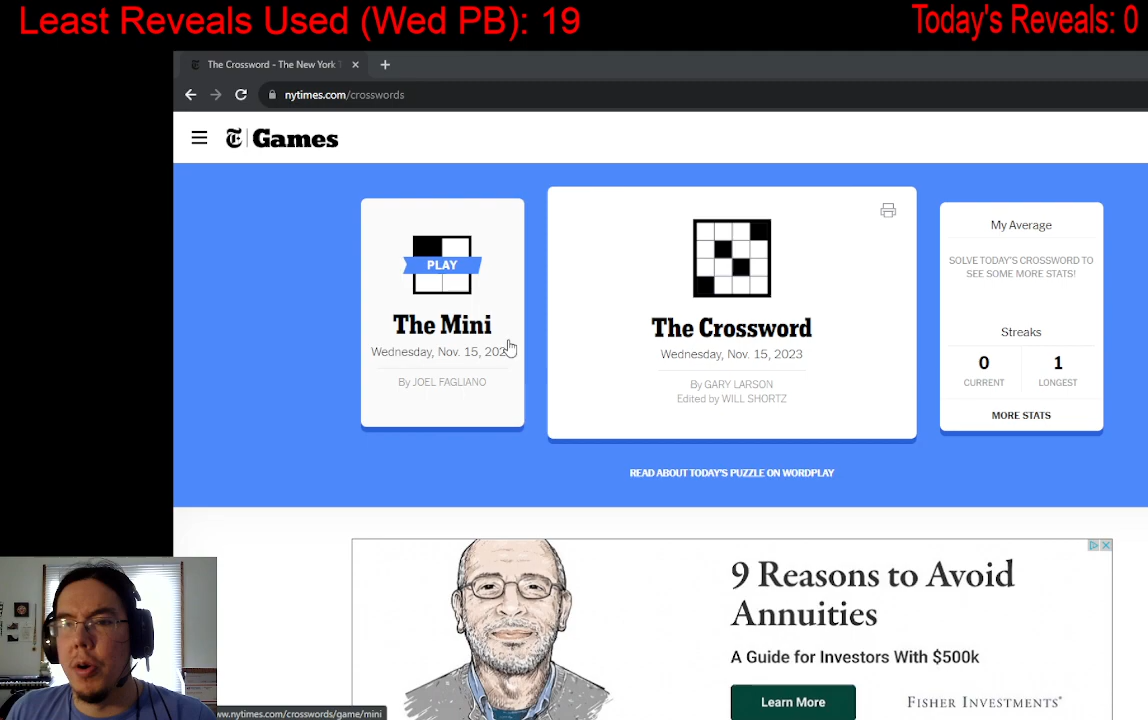 Least Reveals Used (Wed PB): 19
Today's Reveals: 0
The Crossword - The New York
nytimes.com/crosswords
Games
PLAY
The Mini
Wednesday, Nov. 15, 202
By JOEL FAGLIANO
The Crossword
Wednesday, Nov. 15, 2023
By GARY LARSON
Edited by WILL SHORTZ
My Average
SOLVE TODAY'S CROSSWORD TO
SEE SOME MORE STATS!
Streaks
0 1
CURRENT LONGEST
MORE STATS
READ ABOUT TODAY'S PUZZLE ON WORDPLAY
9 Reasons to Avoid
Annuities
A Guide for Investors With $500k
Learn More
FISHER INVESTMENTS®
www.nytimes.com/crosswords/game/mini